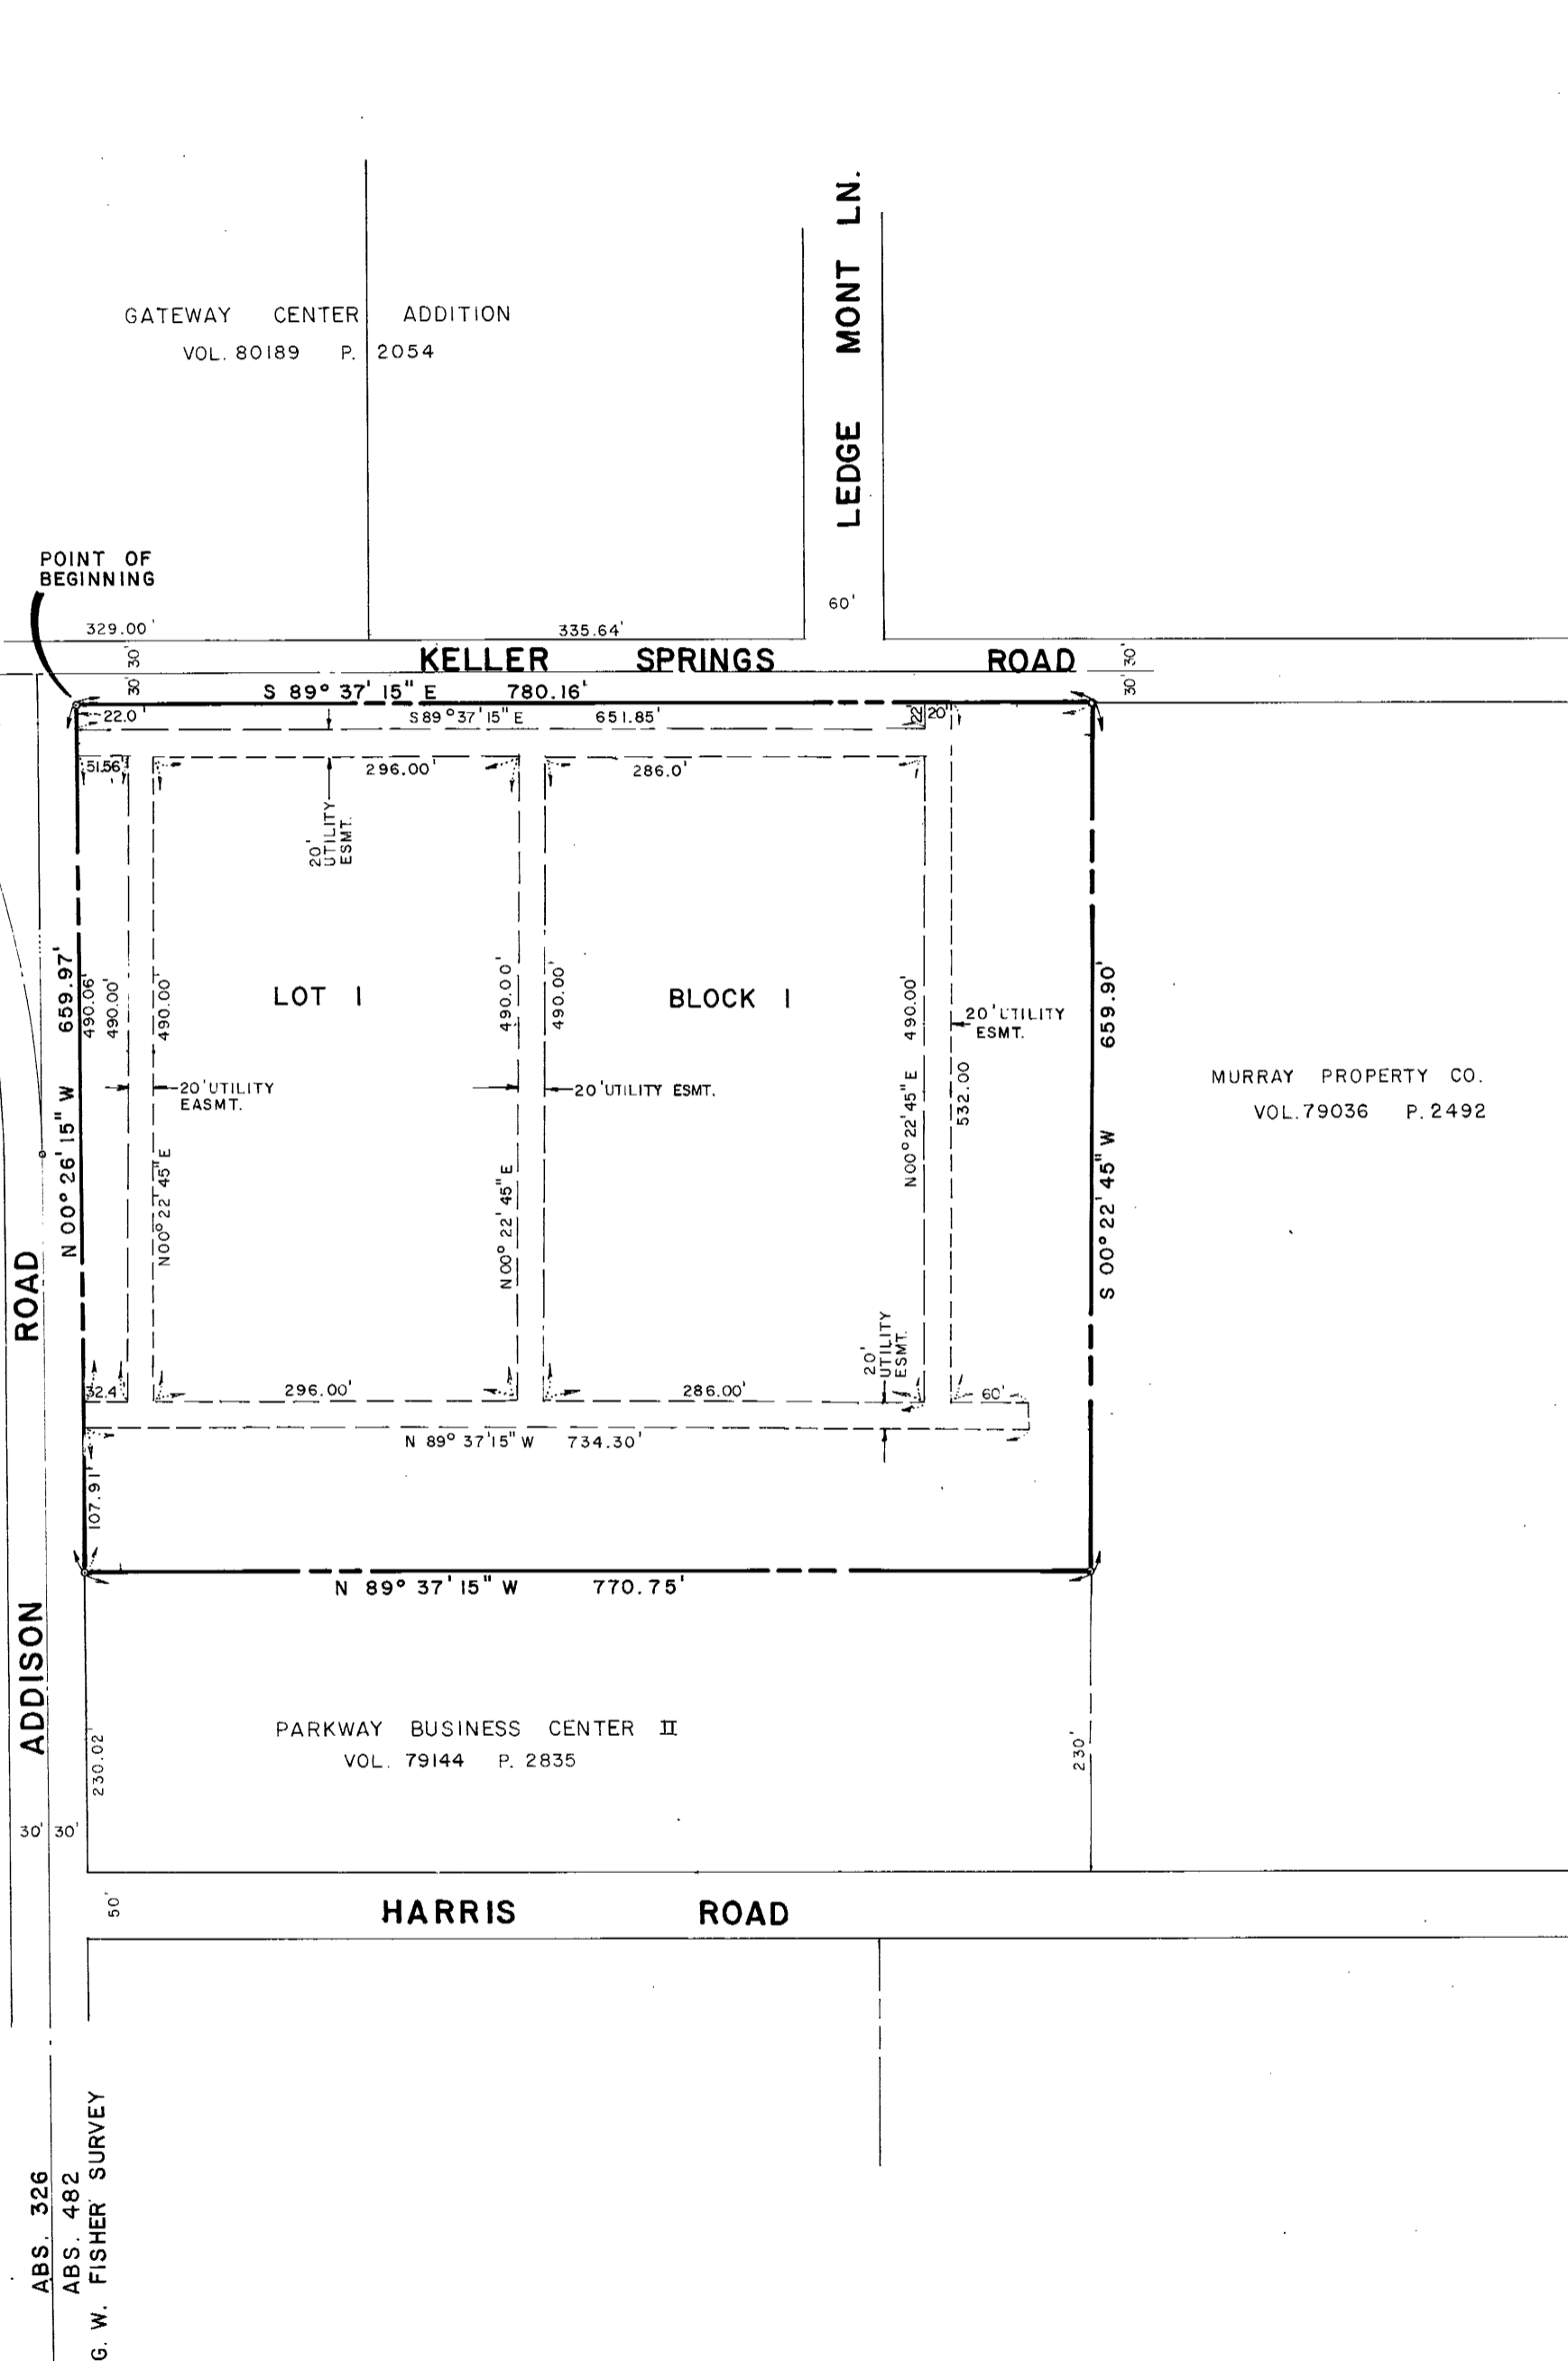 LEDGE MONT LN.
GATEWAY CENTER ADDITION
VOL. 80189 P. 2054
POINT OF
BEGINNING
60'
329.00'
335.64'
30'
KELLER SPRINGS ROAD
30'
30'
30'
S 89° 37' 15" E 780.16'
22.0'
S 89° 37' 15" E 651.85'
22'
20'
51.56'
296.00'
286.0'
20'
UTILITY
ESMT.
N 00° 26' 15" W 659.97'
490.06'
490.00'
490.00'
LOT 1
490.00'
490.00'
BLOCK 1
N 00° 22' 45" E 490.00'
20' UTILITY
ESMT.
532.00
S 00° 22' 45" W 659.90'
MURRAY PROPERTY CO.
VOL. 79036 P. 2492
20' UTILITY
EASMT.
20' UTILITY ESMT.
N00° 22' 45" E
N00° 22' 45" E
20'
UTILITY
ESMT.
32.4'
296.00'
286.00'
60'
N 89° 37' 15" W 734.30'
107.91'
N 89° 37' 15" W 770.75'
ADDISON ROAD
PARKWAY BUSINESS CENTER II
VOL. 79144 P. 2835
230.02'
230'
30' 30'
50'
HARRIS ROAD
ABS. 326
ABS. 482
G. W. FISHER SURVEY